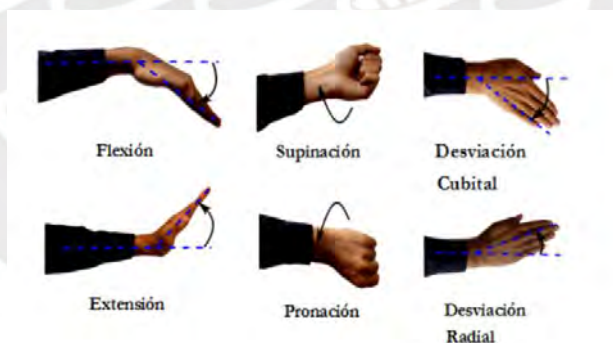 Flexión
Supinación
Desviación
Cubital
Extensión
Pronación
Desviación
Radial